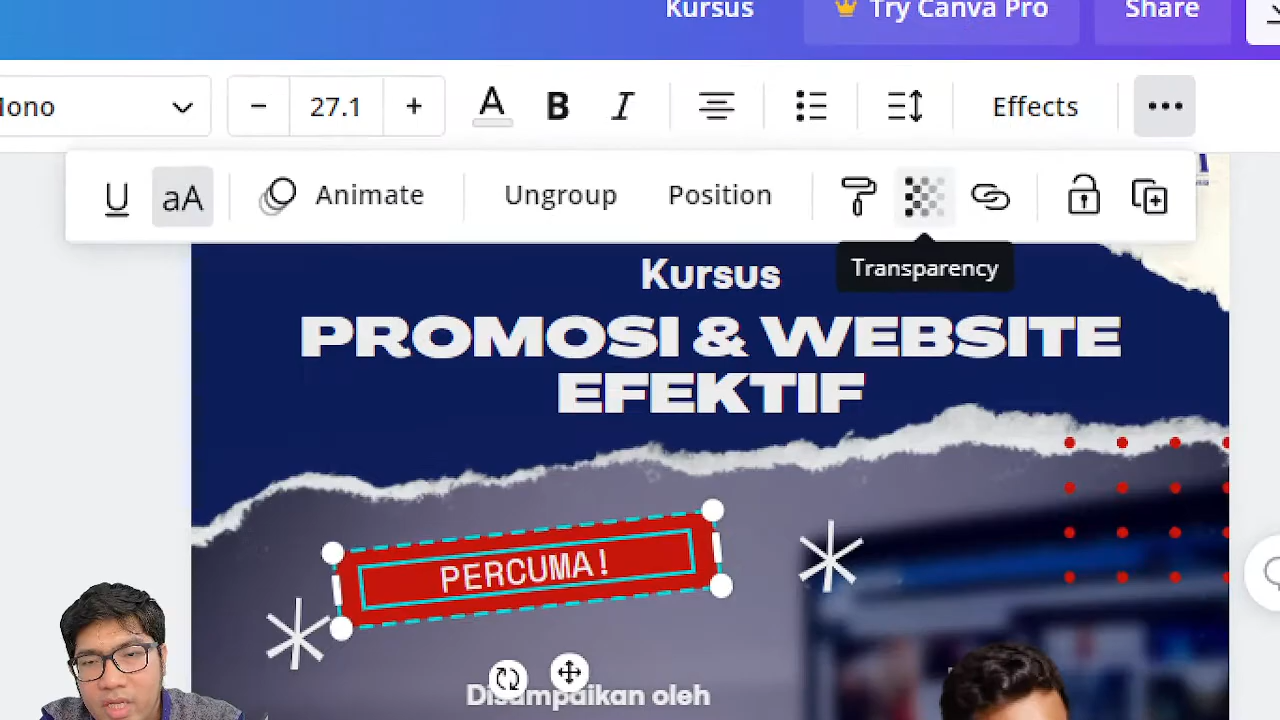 Kursus
Try Canva Pro
Share
27.1
A
B
I
Effects
U
aA
Animate
Ungroup
Position
Transparency
Kursus
PROMOSI & WEBSITE
EFEKTIF
PERCUMA!
Disampaikan oleh